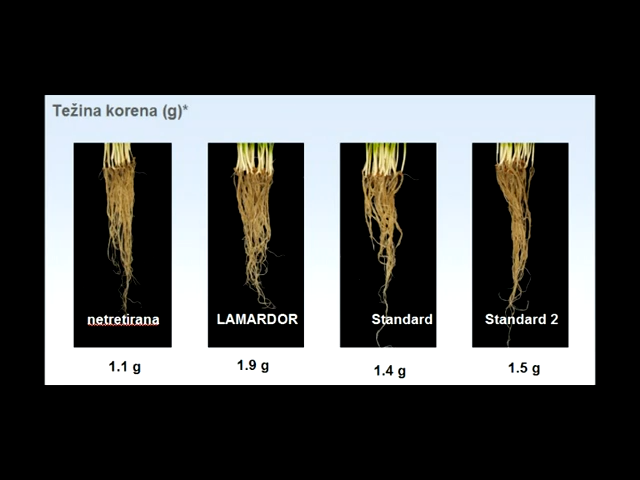 Težina korena (g)*
netretirana
LAMARDOR
Standard
Standard 2
1.1 g
1.9 g
1.4 g
1.5 g